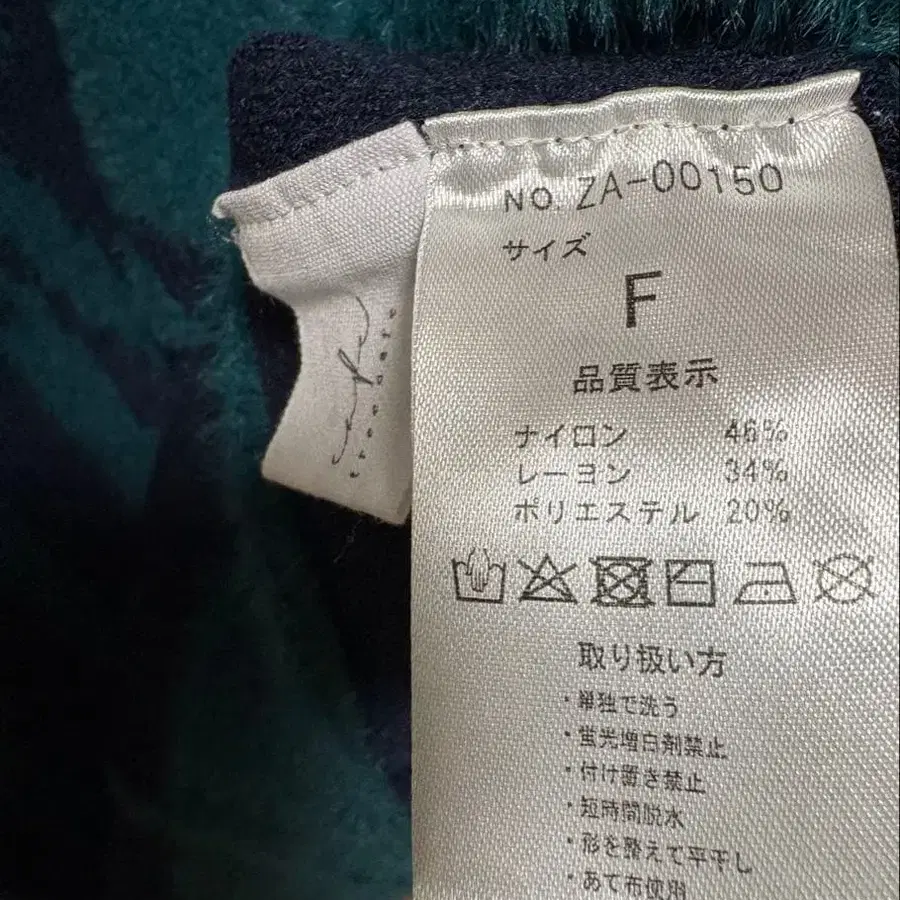 NO. ZA-00150
サイズ
F
品質表示
ナイロン 46%
レーヨン 34%
ポリエステル 20%
取り扱い方
・単独で洗う
・蛍光増白剤禁止
・付け置き禁止
・短時間脱水
・形を整えて平干し
・あて布使用